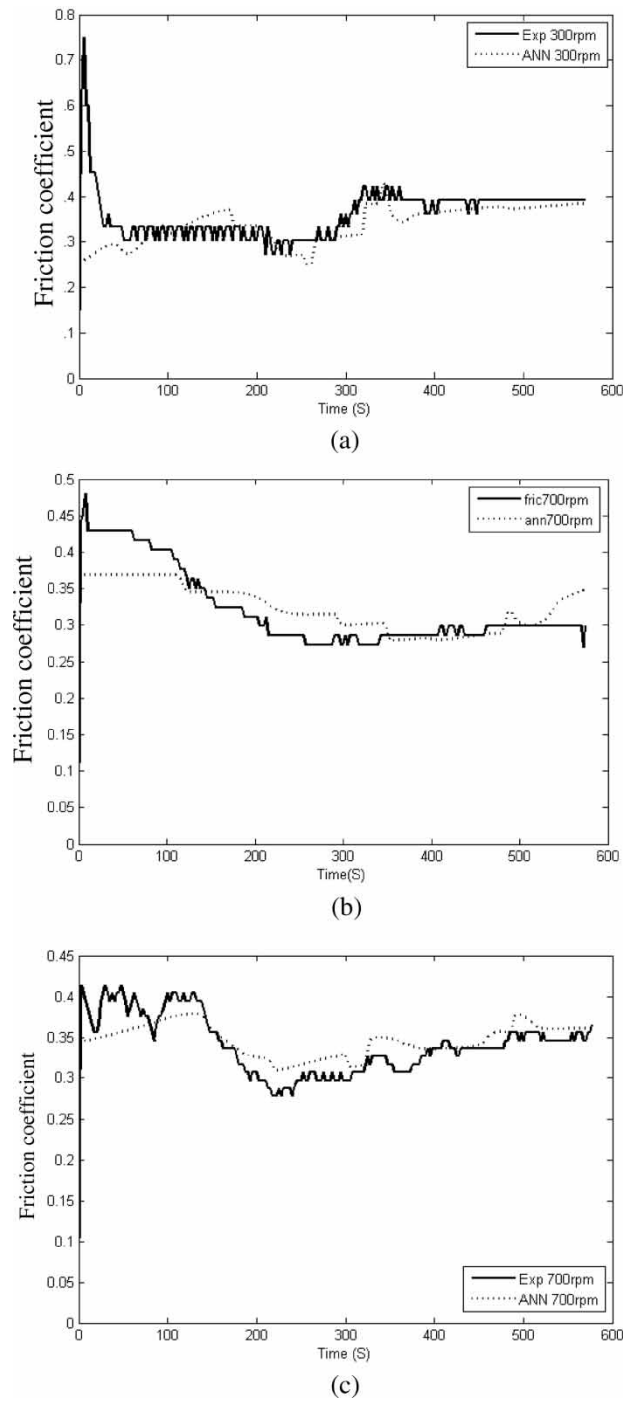 0.8
0.7
0.6
.5
.4
.3
.2
.1
0
Friction coefficient
Exp 300rpm
ANN 300rpm
0 100 200 300 400 500 600
Time (S)
(a)
0.5
0.45
0.4
0.35
0.3
0.25
0.2
0.15
0.1
0.05
0
Friction coefficient
fric700rpm
ann700rpm
0 100 200 300 400 500 600
Time(S)
(b)
0.45
0.4
0.35
0.3
0.25
0.2
0.15
0.1
0.05
0
Friction coefficient
Exp 700rpm
ANN 700rpm
0 100 200 300 400 500 600
Time (S)
(c)